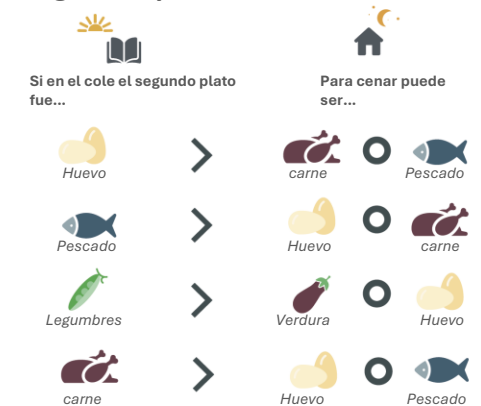 Si en el cole el segundo plato
fue...
Para cenar puede
ser...
Huevo
carne
Pescado
Pescado
Huevo
carne
Legumbres
Verdura
Huevo
carne
Huevo
Pescado